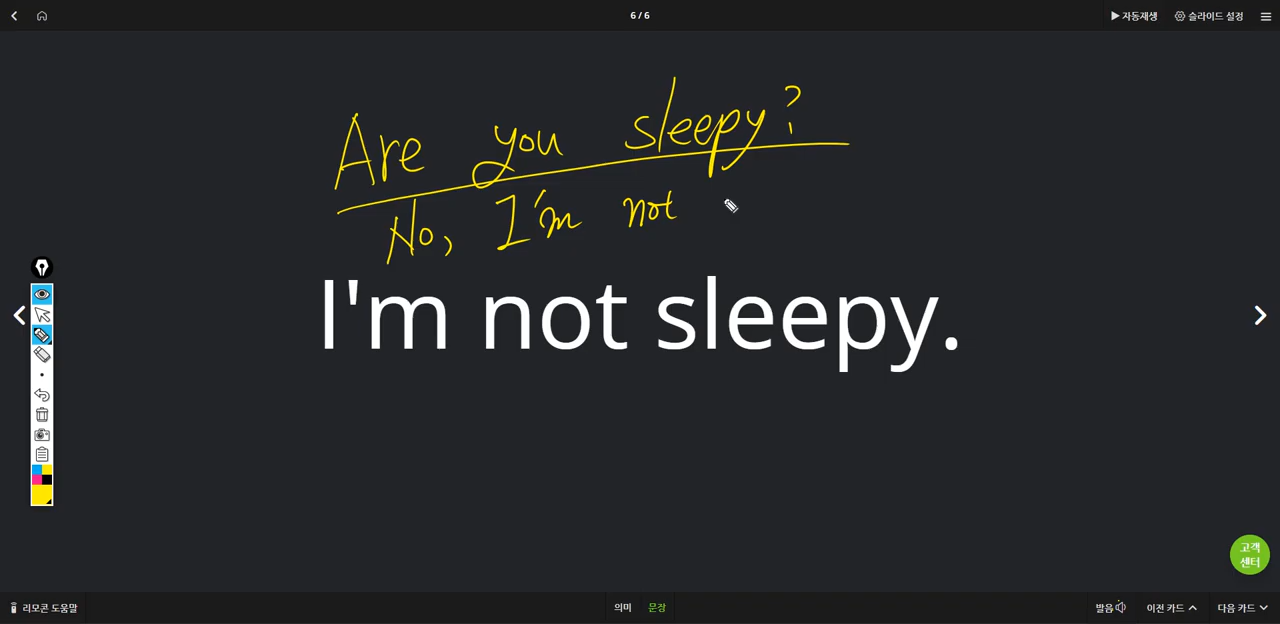 6 / 6
자동재생
슬라이드 설정
Are you sleepy?
No, I'm not
I'm not sleepy.
고객
센터
리모콘 도움말
의미
문장
발음
이전 카드
다음 카드